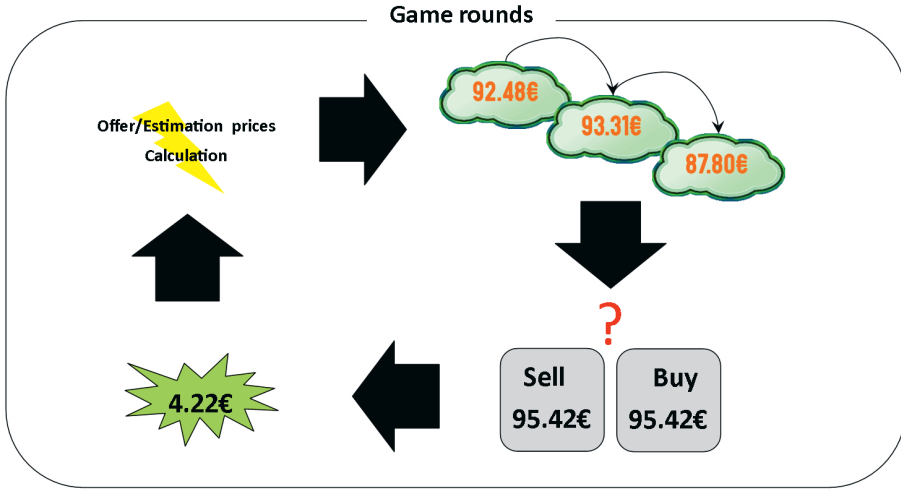 Game rounds
Offer/Estimation prices
Calculation
92.48€
93.31€
87.80€
?
Sell
95.42€
Buy
95.42€
4.22€